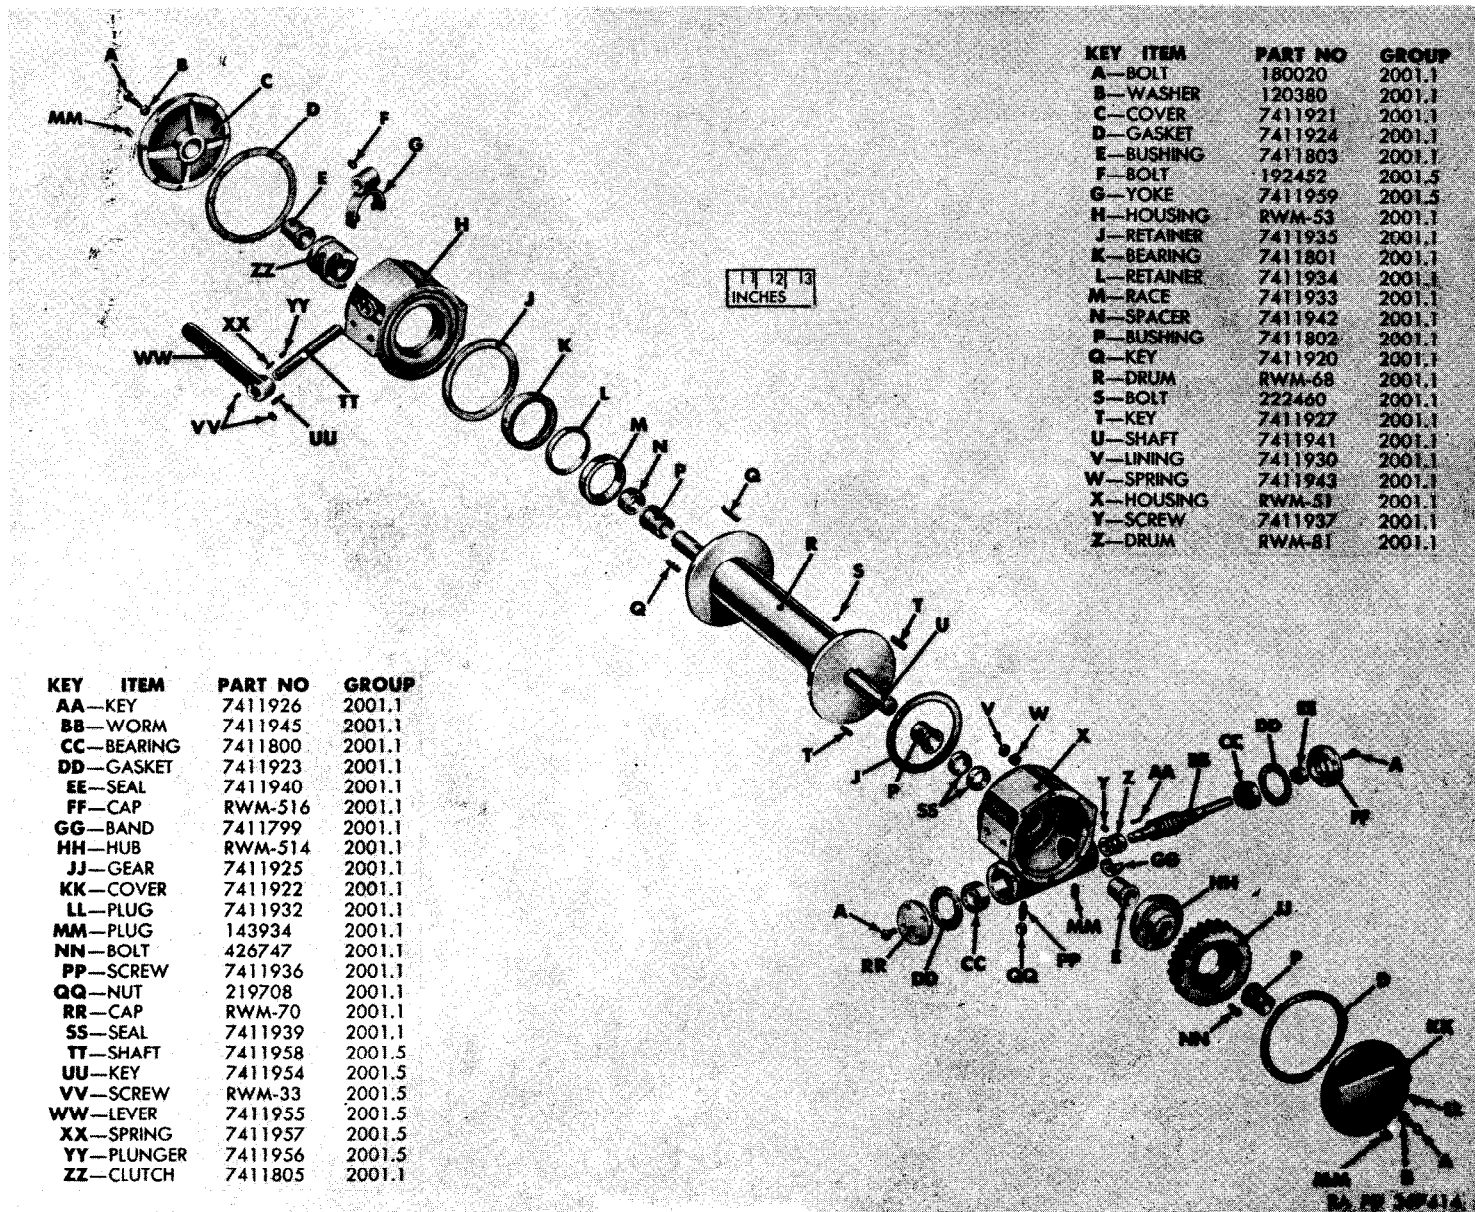 KEY ITEM PART NO GROUP
A—BOLT 180020 2001.1
B—WASHER 120380 2001.1
C—COVER 7411921 2001.1
D—GASKET 7411924 2001.1
E—BUSHING 7411803 2001.1
F—BOLT 192452 2001.5
G—YOKE 7411959 2001.5
H—HOUSING RWM-53 2001.1
J—RETAINER 7411935 2001.1
K—BEARING 7411801 2001.1
L—RETAINER 7411934 2001.1
M—RACE 7411933 2001.1
N—SPACER 7411942 2001.1
P—BUSHING 7411802 2001.1
Q—KEY 7411920 2001.1
R—DRUM RWM-68 2001.1
S—BOLT 222460 2001.1
T—KEY 7411927 2001.1
U—SHAFT 7411941 2001.1
V—LINING 7411930 2001.1
W—SPRING 7411943 2001.1
X—HOUSING RWM-51 2001.1
Y—SCREW 7411937 2001.1
Z—DRUM RWM-81 2001.1
A
B
C
MM
D
F
G
E
H
ZZ
11 12 13
INCHES
J
YY
XX
WW
K
TT
L
VV
UU
M
N
P
Q
R
Q
S
T
U
KEY ITEM PART NO GROUP
AA—KEY 7411926 2001.1
BB—WORM 7411945 2001.1
CC—BEARING 7411800 2001.1
DD—GASKET 7411923 2001.1
EE—SEAL 7411940 2001.1
FF—CAP RWM-516 2001.1
GG—BAND 7411799 2001.1
HH—HUB RWM-514 2001.1
JJ—GEAR 7411925 2001.1
KK—COVER 7411922 2001.1
LL—PLUG 7411932 2001.1
MM—PLUG 143934 2001.1
NN—BOLT 426747 2001.1
PP—SCREW 7411936 2001.1
QQ—NUT 219708 2001.1
RR—CAP RWM-70 2001.1
SS—SEAL 7411939 2001.1
TT—SHAFT 7411958 2001.5
UU—KEY 7411954 2001.5
VV—SCREW RWM-33 2001.5
WW—LEVER 7411955 2001.5
XX—SPRING 7411957 2001.5
YY—PLUNGER 7411956 2001.5
ZZ—CLUTCH 7411805 2001.1
V
W
X
T
J
P
SS
Y
Z
AA
BB
CC
DD
EE
A
FF
GG
HH
JJ
A
RR
DD
CC
QQ
PP
MM
E
P
D
NN
KK
LL
A
B
MM
RA PD 347414